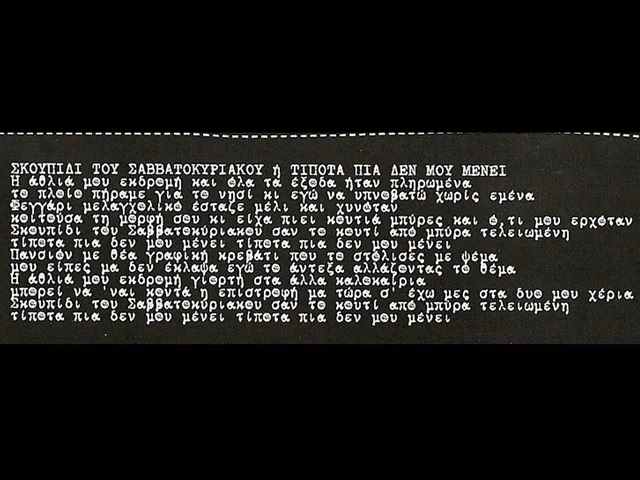 ΣΚΟΥΠΙΔΙ ΤΟΥ ΣΑΒΒΑΤΟΚΥΡΙΑΚΟΥ ή ΤΙΠΟΤΑ ΠΙΑ ΔΕΝ ΜΟΥ ΜΕΝΕΙ
Η άθλιά μου εκδρομή και όλα τα έξοδα ήταν πληρωμένα
το πλοίο πήραμε για το νησί κι εγώ να υπνοβατώ χωρίς εμένα
Φεγγάρι μελαγχολικό έσταζε μέλι και χυνόταν
κοιτούσα τη μορφή σου κι είχα πιει κουτιά μπύρες και ό,τι μου ερχόταν
Σκουπίδι του Σαββατοκύριακου σαν το κουτί από μπύρα τελειωμένη
τίποτα πια δεν μου μένει τίποτα πια δεν μου μένει
Πανσιόν με θέα γραφική κρεβάτι που το στόλισες με ψέμα
μου είπες μα δεν έκλαψα εγώ το άντεξα αλλάζοντας το θέμα
Η άθλιά μου εκδρομή γιορτή στα άλλα καλοκαίρια
μπορεί να 'ναι κοντά η επιστροφή μα τώρα σ' έχω μες στα δυο μου χέρια
Σκουπίδι του Σαββατοκύριακου σαν το κουτί από μπύρα τελειωμένη
τίποτα πια δεν μου μένει τίποτα πια δεν μου μένει